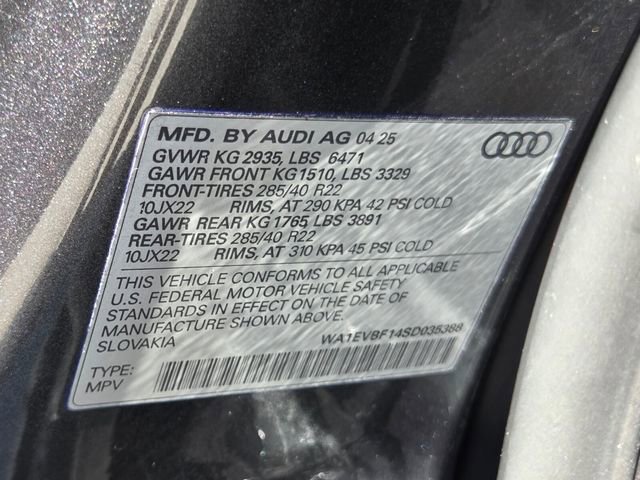 MFD. BY AUDI AG 04 25
GVWR KG 2935, LBS 6471
GAWR FRONT KG 1510, LBS 3329
FRONT-TIRES 285/40 R22
10JX22 RIMS, AT 290 KPA 42 PSI COLD
GAWR REAR KG 1765, LBS 3891
REAR-TIRES 285/40 R22
10JX22 RIMS, AT 310 KPA 45 PSI COLD
THIS VEHICLE CONFORMS TO ALL APPLICABLE
U.S. FEDERAL MOTOR VEHICLE SAFETY
STANDARDS IN EFFECT ON THE DATE OF
MANUFACTURE SHOWN ABOVE.
SLOVAKIA WA1EVBF14SD035388
TYPE:
MPV